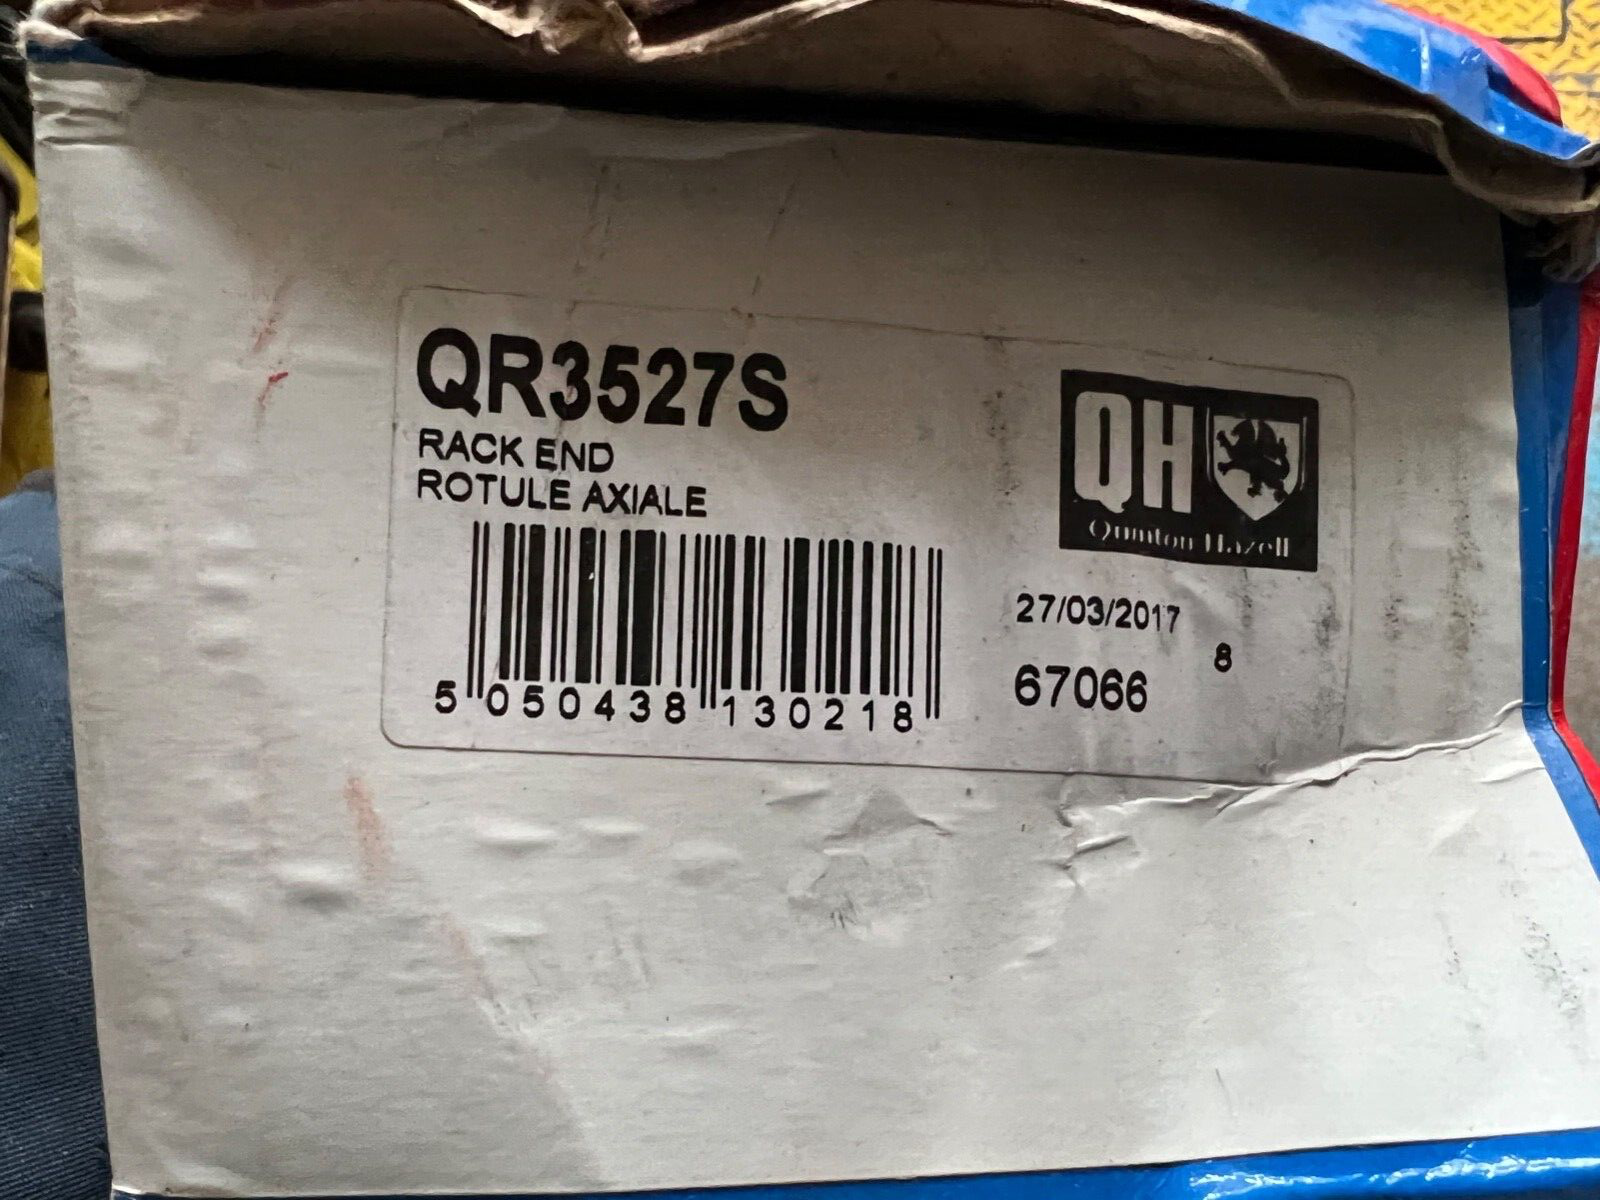 QR3527S
RACK END
ROTULE AXIALE
5 050438 130218
QH
Quinton Hazell
27/03/2017
8
67066